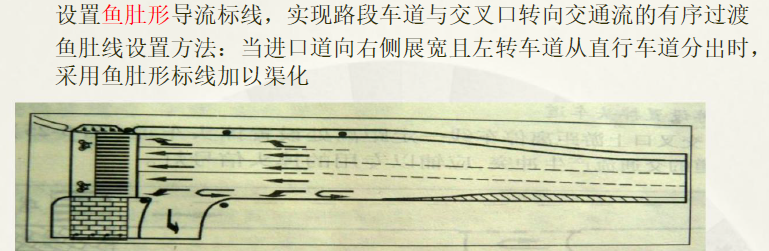 设置鱼肚形导流标线，实现路段车道与交叉口转向交通流的有序过渡
鱼肚线设置方法：当进口道向右侧展宽且左转车道从直行车道分出时，
采用鱼肚形标线加以渠化